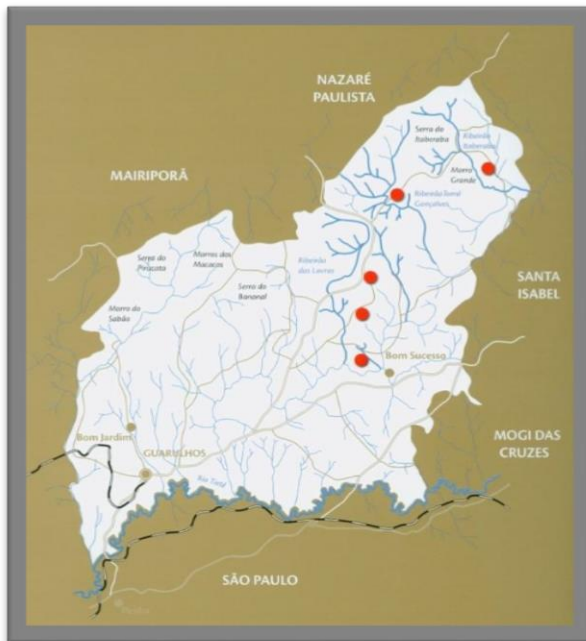 NAZARÉ
PAULISTA
Serra do
Itaberaba
Ribeirão
Itaberaba
MAIRIPORÃ
Morro
Grande
Ribeirão Tomé
Gonçalves
Serra do
Pirucaia
Morros dos
Macacos
Ribeirão
das Lavras
Serra do
Bananal
SANTA
ISABEL
Morro do
Sabão
Bom Sucesso
Bom Jardim
GUARULHOS
MOGI DAS
CRUZES
Rio Tietê
SÃO PAULO